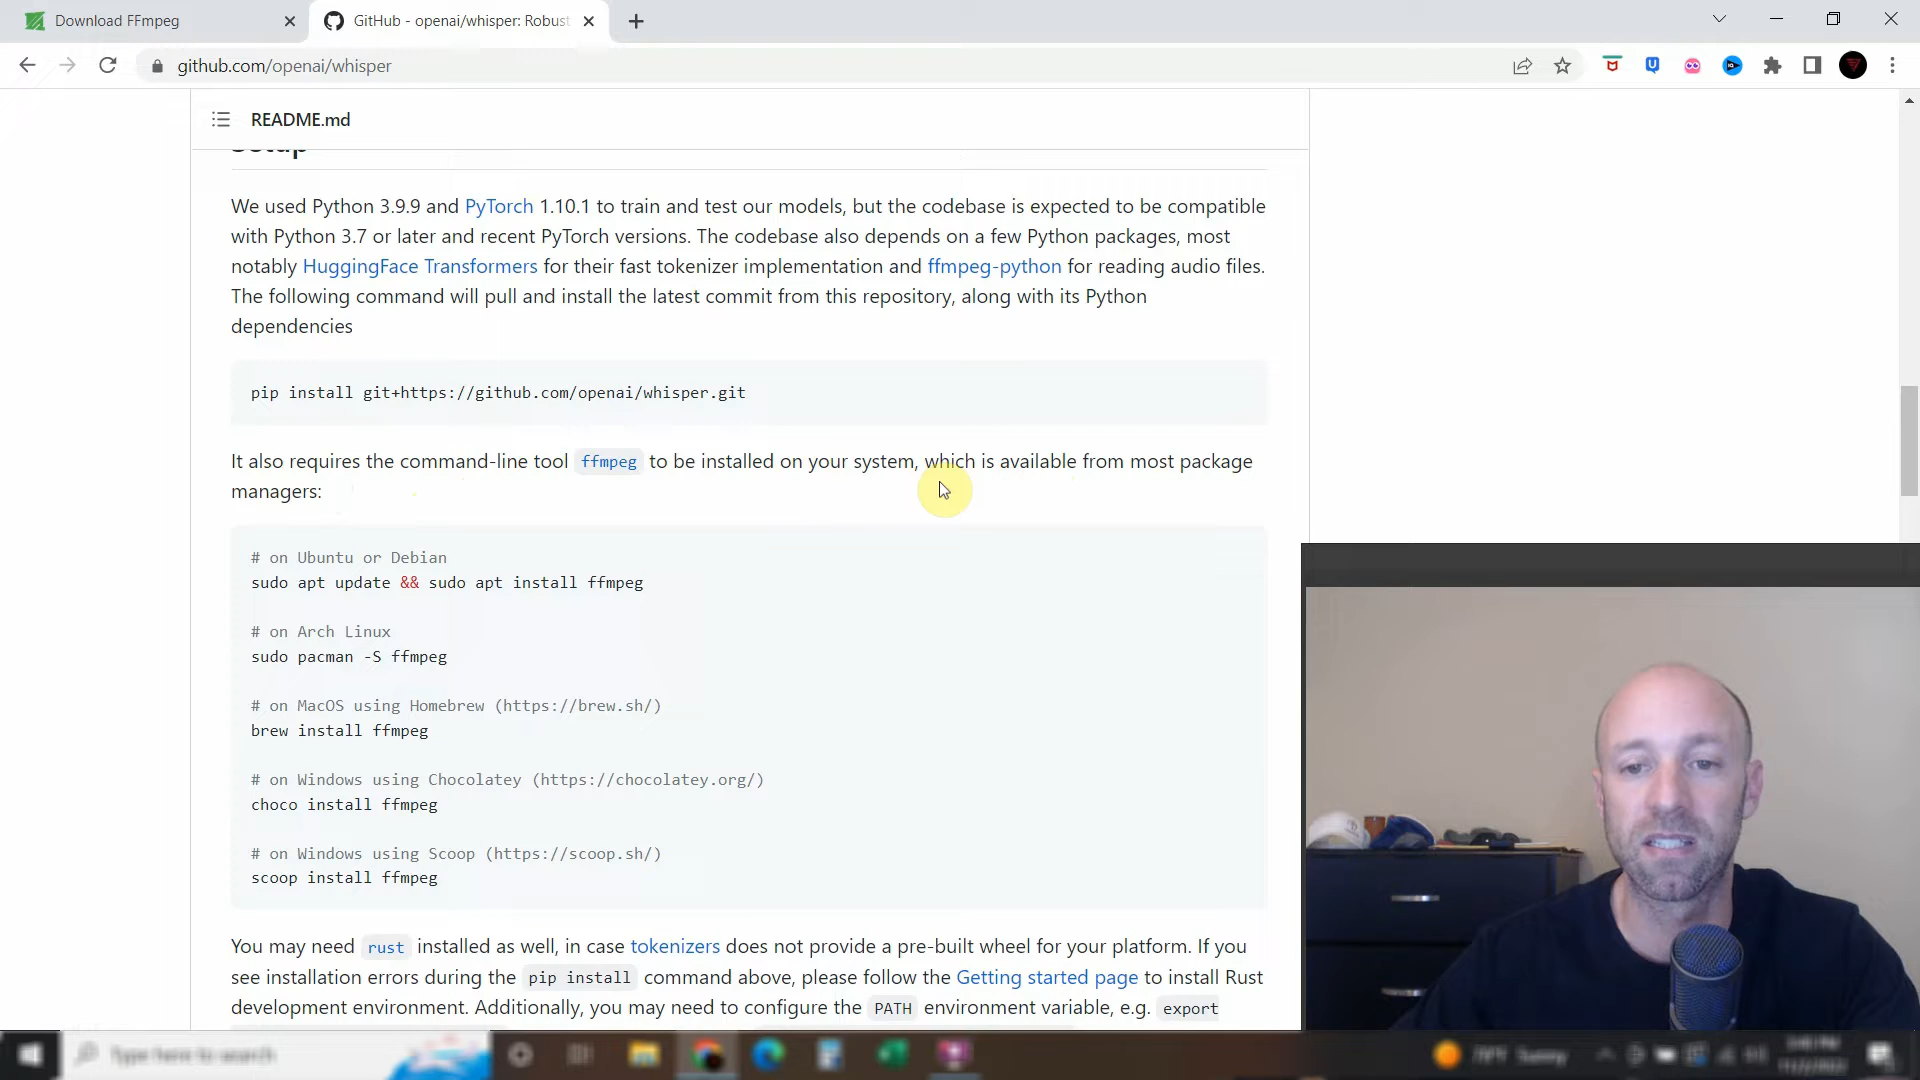 Download FFmpeg
GitHub - openai/whisper: Robust
github.com/openai/whisper
README.md
Setup
We used Python 3.9.9 and PyTorch 1.10.1 to train and test our models, but the codebase is expected to be compatible
with Python 3.7 or later and recent PyTorch versions. The codebase also depends on a few Python packages, most
notably HuggingFace Transformers for their fast tokenizer implementation and ffmpeg-python for reading audio files.
The following command will pull and install the latest commit from this repository, along with its Python
dependencies
pip install git+https://github.com/openai/whisper.git
It also requires the command-line tool ffmpeg to be installed on your system, which is available from most package
managers:
# on Ubuntu or Debian
sudo apt update && sudo apt install ffmpeg
# on Arch Linux
sudo pacman -S ffmpeg
# on MacOS using Homebrew (https://brew.sh/)
brew install ffmpeg
# on Windows using Chocolatey (https://chocolatey.org/)
choco install ffmpeg
# on Windows using Scoop (https://scoop.sh/)
scoop install ffmpeg
You may need rust installed as well, in case tokenizers does not provide a pre-built wheel for your platform. If you
see installation errors during the pip install command above, please follow the Getting started page to install Rust
development environment. Additionally, you may need to configure the PATH environment variable, e.g. export
Type here to search
Sunny